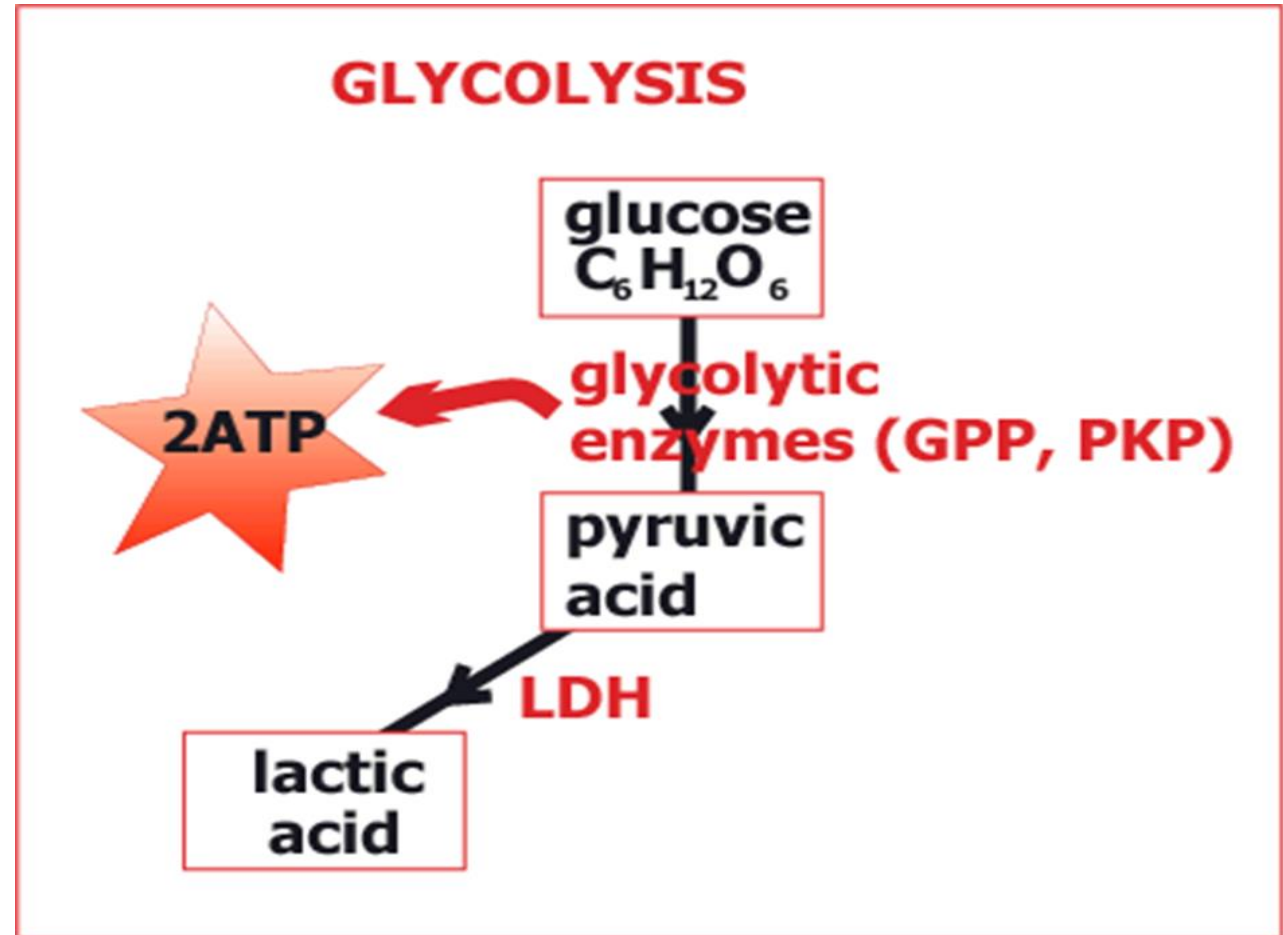 GLYCOLYSIS
glucose
C₆H₁₂O₆
glycolytic
enzymes (GPP, PKP)
2ATP
pyruvic
acid
LDH
lactic
acid